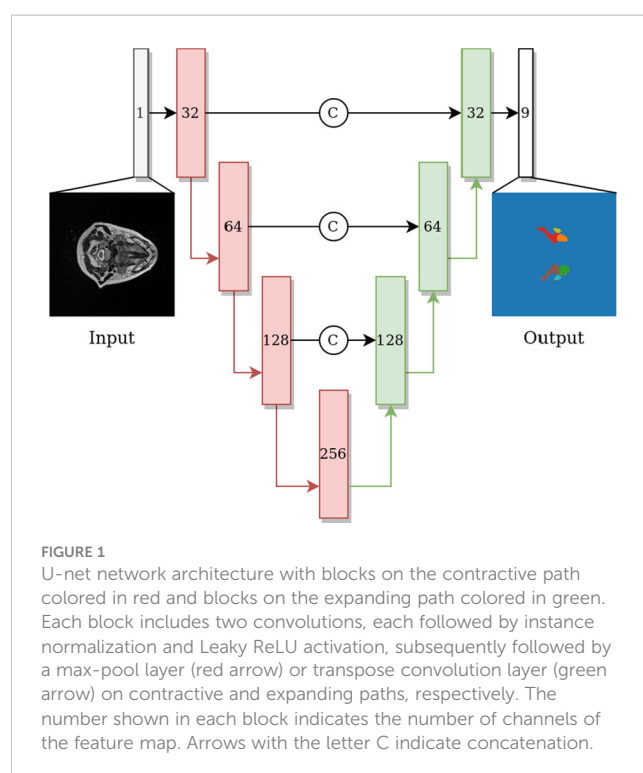 1 32 C 32 9
64 C 64
Input Output
128 C 128
256
FIGURE 1
U-net network architecture with blocks on the contractive path
colored in red and blocks on the expanding path colored in green.
Each block includes two convolutions, each followed by instance
normalization and Leaky ReLU activation, subsequently followed by
a max-pool layer (red arrow) or transpose convolution layer (green
arrow) on contractive and expanding paths, respectively. The
number shown in each block indicates the number of channels of
the feature map. Arrows with the letter C indicate concatenation.